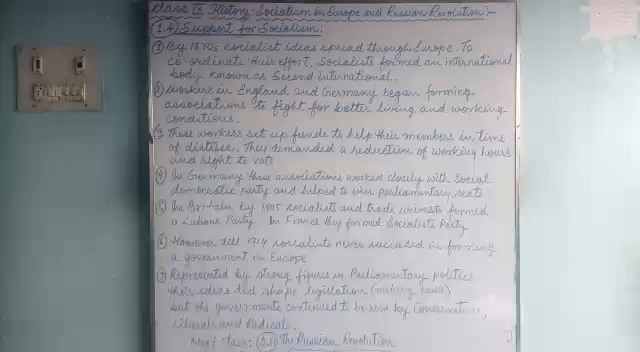 Class IX History: Socialism in Europe and Russian Revolution:-
(1.4) Support for Socialism:
① By 1870s socialist ideas spread through Europe. To
co-ordinate their effort, Socialists formed an international
body known as Second International.
② Workers in England and Germany began forming
associations to fight for better living and working
conditions.
③ These workers set up funds to help their members in time
of distress. They demanded a reduction of working hours
and right to vote
④ In Germany these associations worked closely with Social
democratic party and helped to win parliamentary seats
⑤ In Britain by 1905 socialists and trade unionists formed
a Labour Party. In France they formed Socialists Party
⑥ However till 1914 socialists never succeeded in forming
a government in Europe
⑦ Represented by strong figures in Parliamentary politics
their ideas did shape legislation (making laws)
but the governments continued to be run by Conservatives,
Liberals and Radicals.
Next Class: (2.1) The Russian Revolution